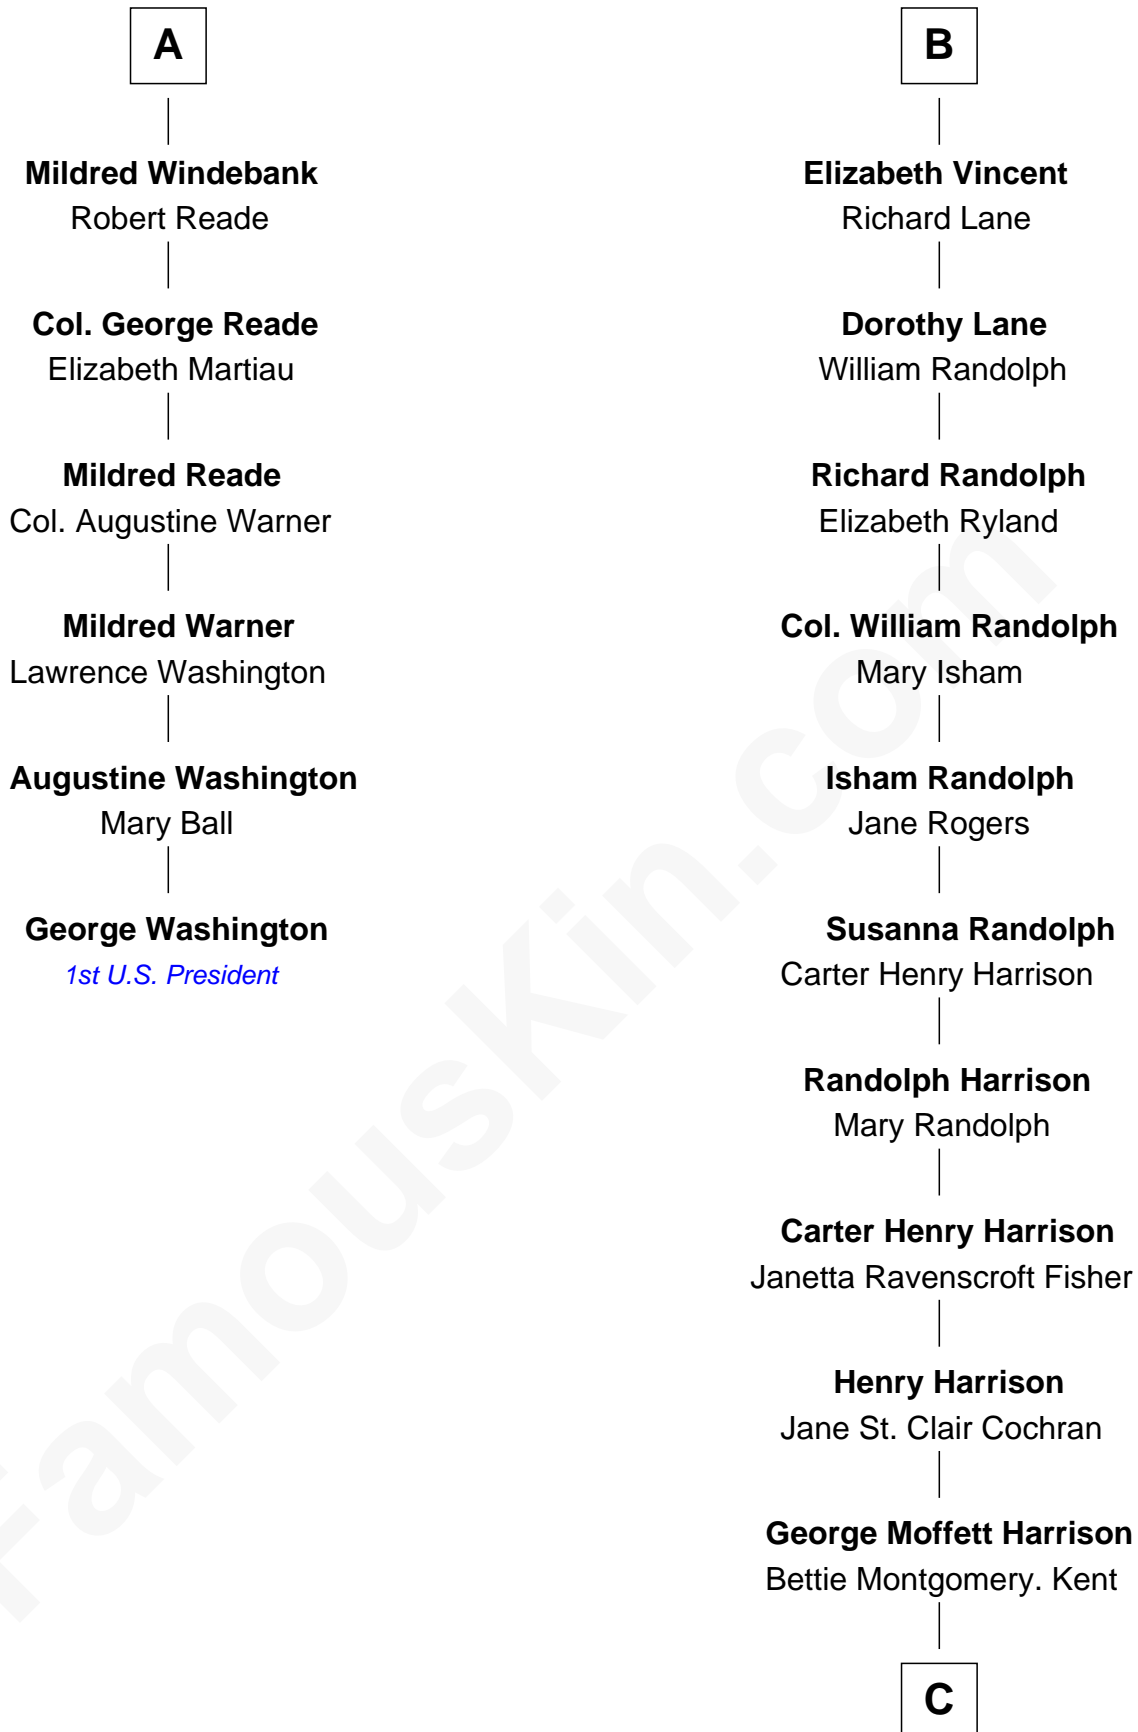 A
Mildred Windebank
Robert Reade
Col. George Reade
Elizabeth Martiau
Mildred Reade
Col. Augustine Warner
Mildred Warner
Lawrence Washington
Augustine Washington
Mary Ball
George Washington
1st U.S. President
B
Elizabeth Vincent
Richard Lane
Dorothy Lane
William Randolph
Richard Randolph
Elizabeth Ryland
Col. William Randolph
Mary Isham
Isham Randolph
Jane Rogers
Susanna Randolph
Carter Henry Harrison
Randolph Harrison
Mary Randolph
Carter Henry Harrison
Janetta Ravenscroft Fisher
Henry Harrison
Jane St. Clair Cochran
George Moffett Harrison
Bettie Montgomery. Kent
C
FamousKin.com